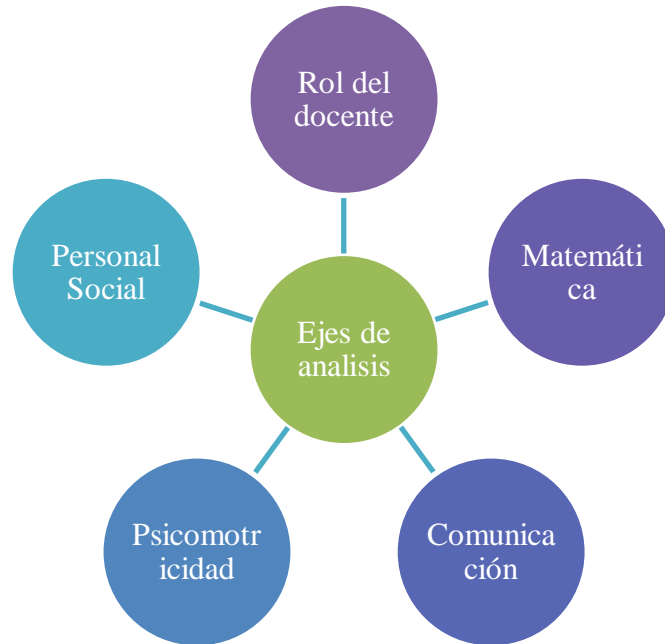 Rol del
docente
Personal
Social
Matemáti
ca
Ejes de
analisis
Psicomotr
icidad
Comunica
ción